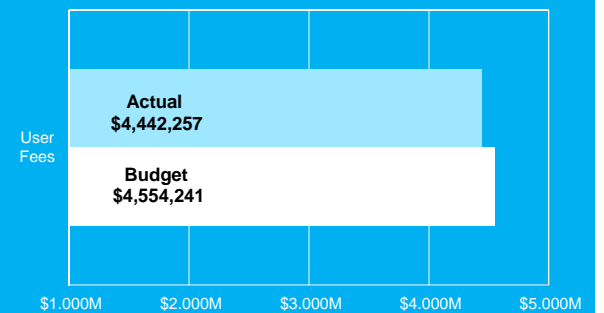 Actual
$4,442,257
User
Fees
Budget
$4,554,241
$1.000M $2.000M $3.000M $4.000M $5.000M